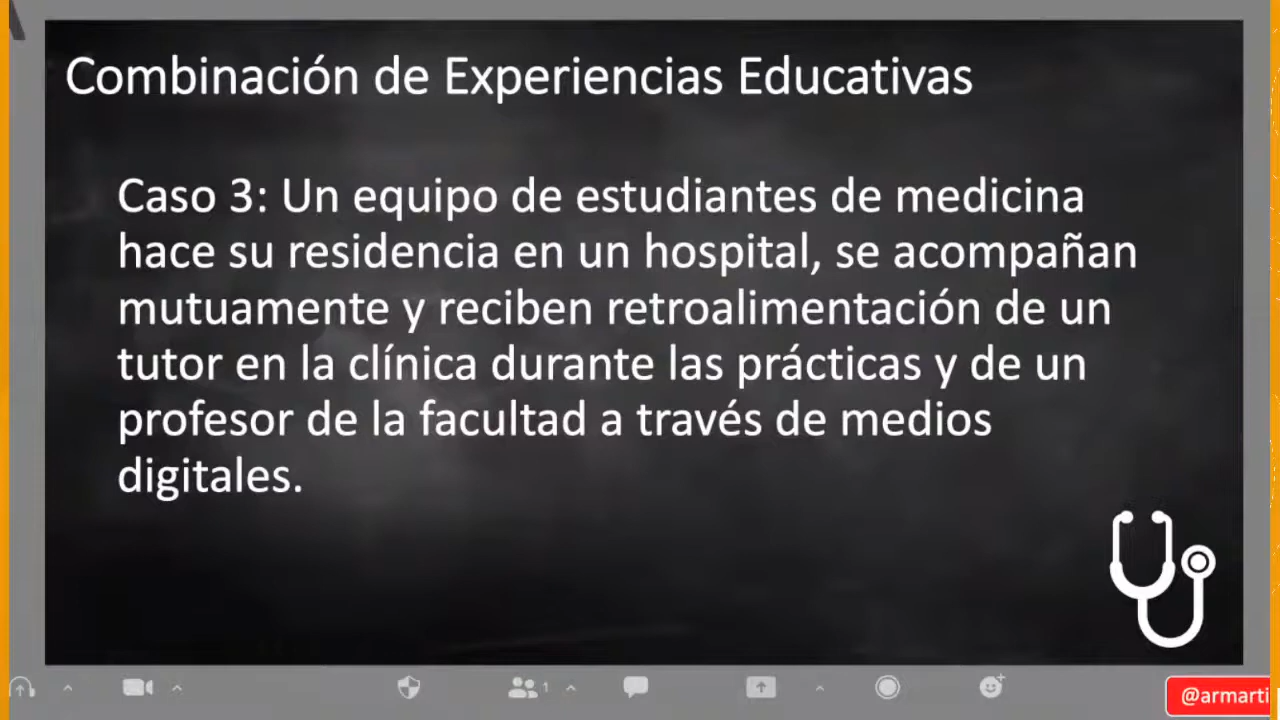 Combinación de Experiencias Educativas
Caso 3: Un equipo de estudiantes de medicina
hace su residencia en un hospital, se acompañan
mutuamente y reciben retroalimentación de un
tutor en la clínica durante las prácticas y de un
profesor de la facultad a través de medios
digitales.
1
@armarti